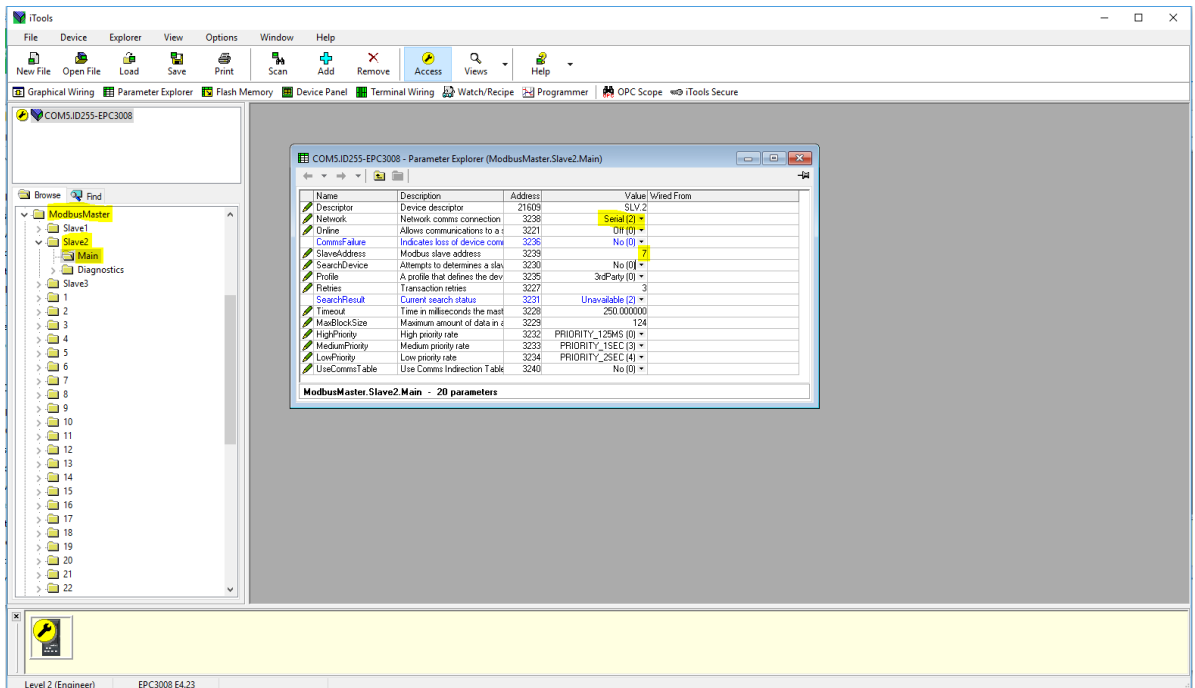 iTools
File Device Explorer View Options Window Help
New File Open File Load Save Print Scan Add Remove Access Views Help
Graphical Wiring Parameter Explorer Flash Memory Device Panel Terminal Wiring Watch/Recipe Programmer OPC Scope iTools Secure
COM5.ID255-EPC3008
Browse Find
ModbusMaster
Slave1
Slave2
Main
Diagnostics
Slave3
1
2
3
4
5
6
7
8
9
10
11
12
13
14
15
16
17
18
19
20
21
22
COM5.ID255-EPC3008 - Parameter Explorer (ModbusMaster.Slave2.Main)
Name Description Address Value Wired From
Descriptor Device descriptor 21609 SLV.2
Network Network comms connection 3238 Serial (2)
Online Allows communications to a s 3221 Off (0)
CommsFailure Indicates loss of device comr 3236 No (0)
SlaveAddress Modbus slave address 3239 7
SearchDevice Attempts to determines a slav 3230 No (0)
Profile A profile that defines the dev 3235 3rdParty (0)
Retries Transaction retries 3227 3
SearchResult Current search status 3231 Unavailable (2)
Timeout Time in milliseconds the mast 3228 250.000000
MaxBlockSize Maximum amount of data in a 3229 124
HighPriority High priority rate 3232 PRIORITY_125MS (0)
MediumPriority Medium priority rate 3233 PRIORITY_1SEC (3)
LowPriority Low priority rate 3234 PRIORITY_2SEC (4)
UseCommsTable Use Comms Indirection Table 3240 No (0)
ModbusMaster.Slave2.Main - 20 parameters
Level 2 (Engineer) EPC3008 E4.23